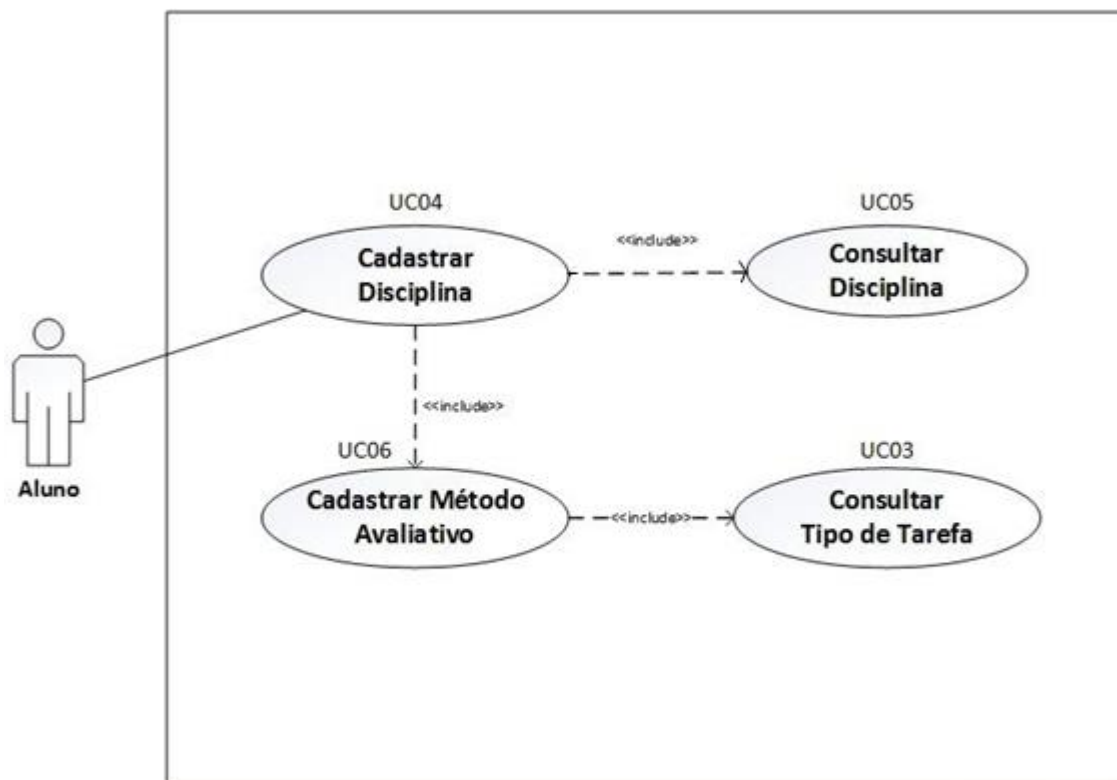 UC04
Cadastrar
Disciplina
<<include>>
UC05
Consultar
Disciplina
<<include>>
Aluno
UC06
Cadastrar Método
Avaliativo
<<include>>
UC03
Consultar
Tipo de Tarefa